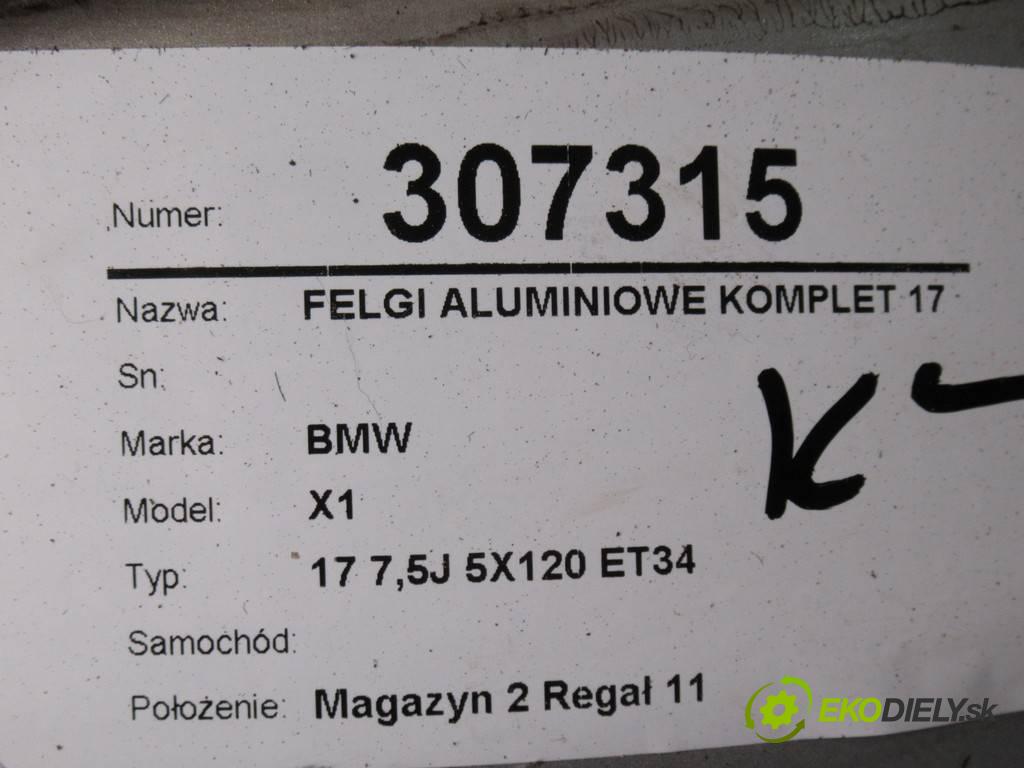 Numer: 307315
Nazwa: FELGI ALUMINIOWE KOMPLET 17
Sn:
Marka: BMW
K
Model: X1
Typ: 17 7,5J 5X120 ET34
Samochód:
Położenie: Magazyn 2 Regał 11
EKODIELY.sk